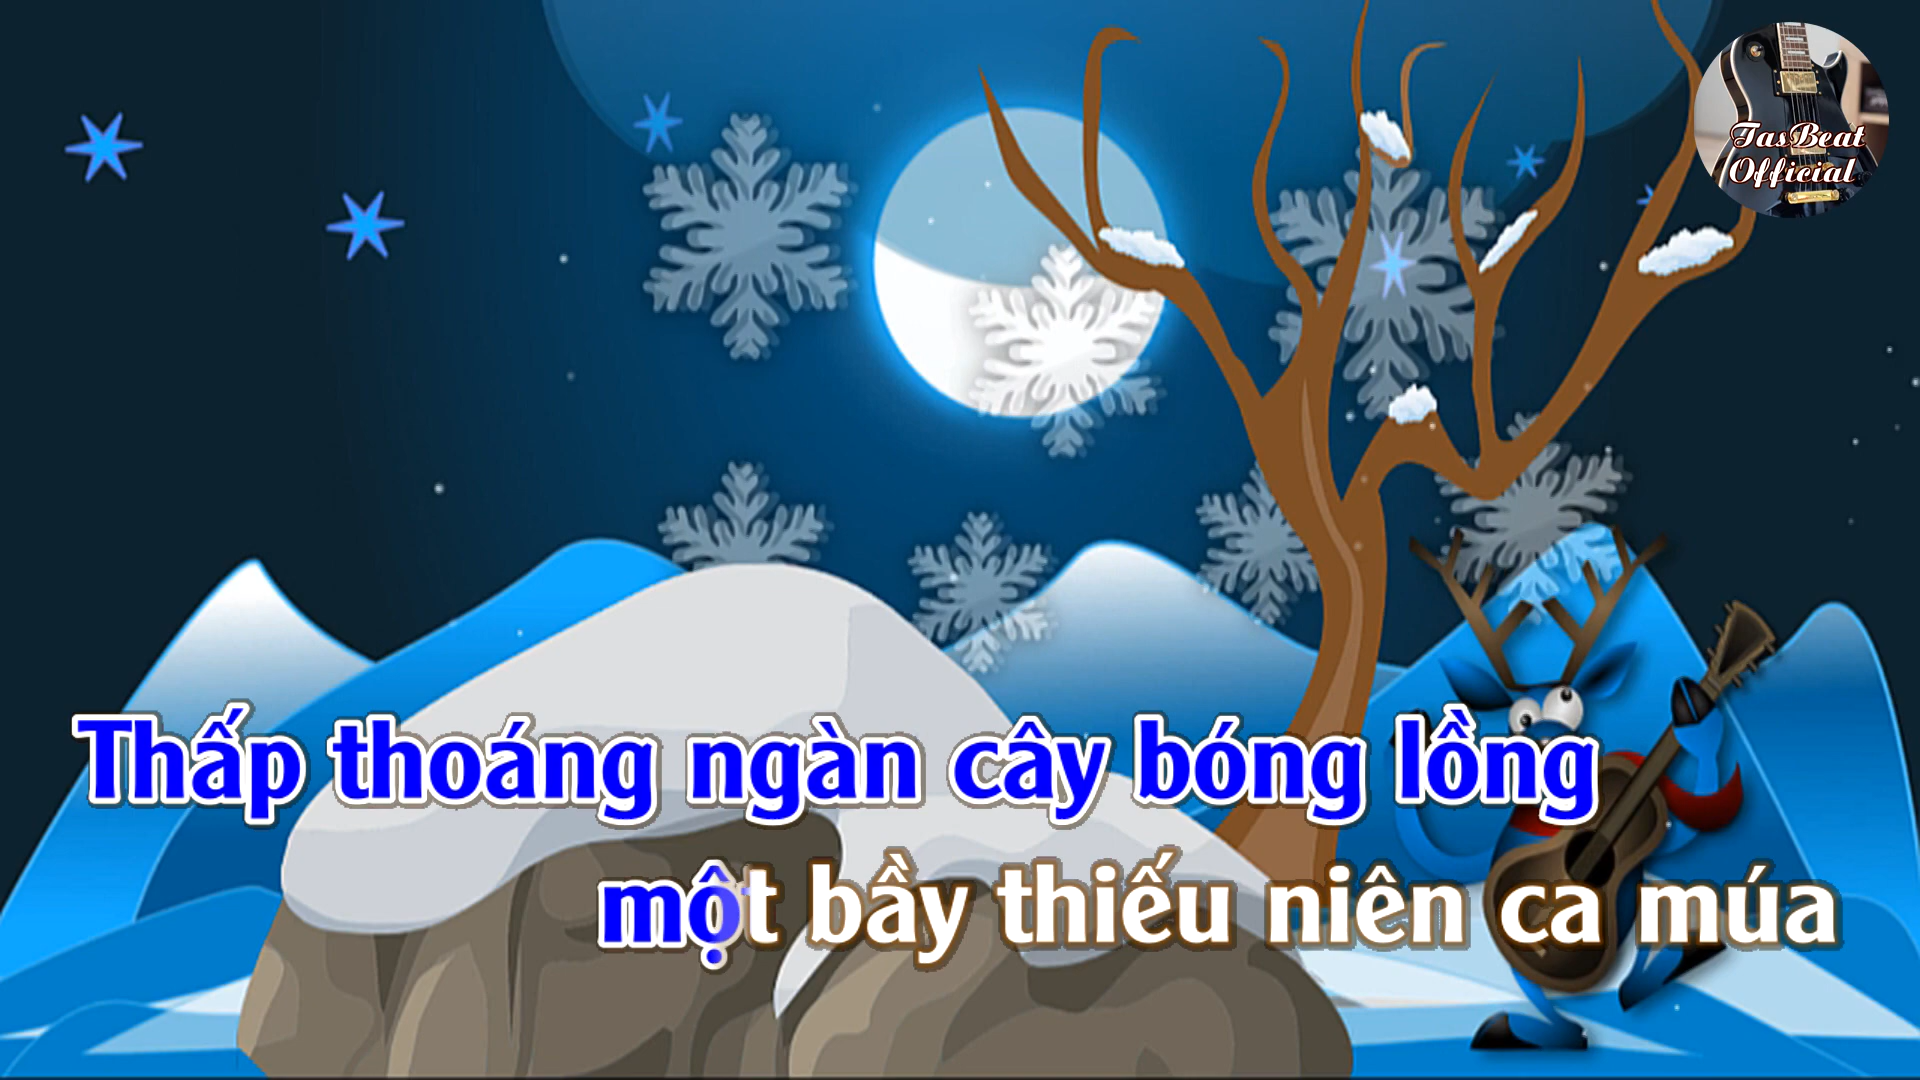 TasBeat
Official
Thấp thoáng ngàn cây bóng lồng
một bầy thiếu niên ca múa